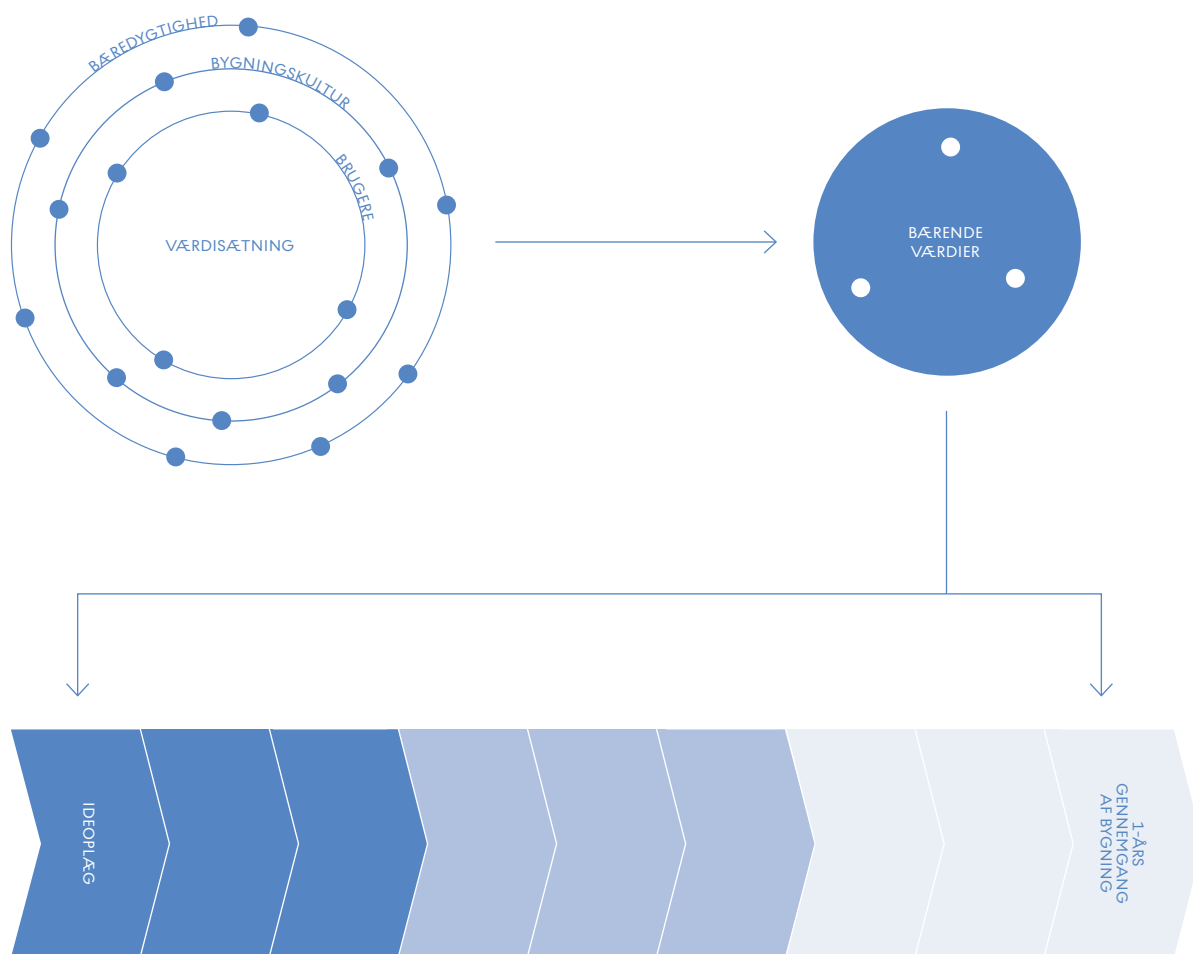 BÆREDYGTIGHED
BYGNINGSKULTUR
BRUGERE
VÆRDISÆTNING
BÆRENDE
VÆRDIER
IDEOPLÆG
1-ÅRS
GENNEMGANG
AF BYGNING